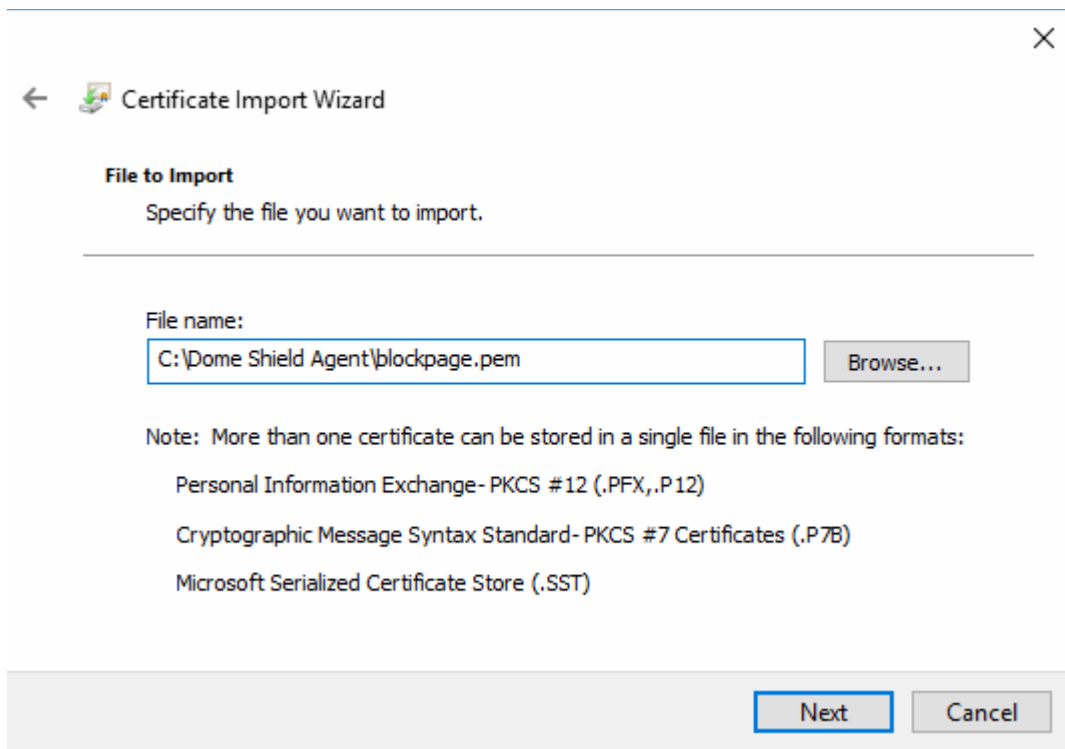 Certificate Import Wizard
File to Import
Specify the file you want to import.
File name:
C:\Dome Shield Agent\blockpage.pem
Browse...
Note: More than one certificate can be stored in a single file in the following formats:
Personal Information Exchange- PKCS #12 (.PFX,.P12)
Cryptographic Message Syntax Standard- PKCS #7 Certificates (.P7B)
Microsoft Serialized Certificate Store (.SST)
Next
Cancel